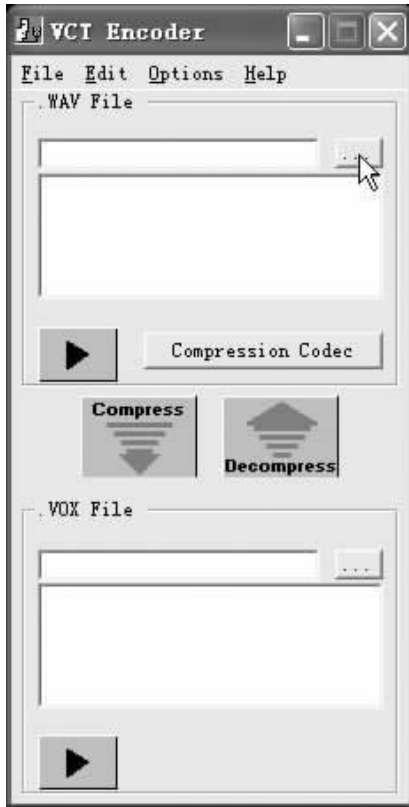 VCT Encoder
File Edit Options Help
.WAV File
...
Compression Codec
Compress
Decompress
.VOX File
...